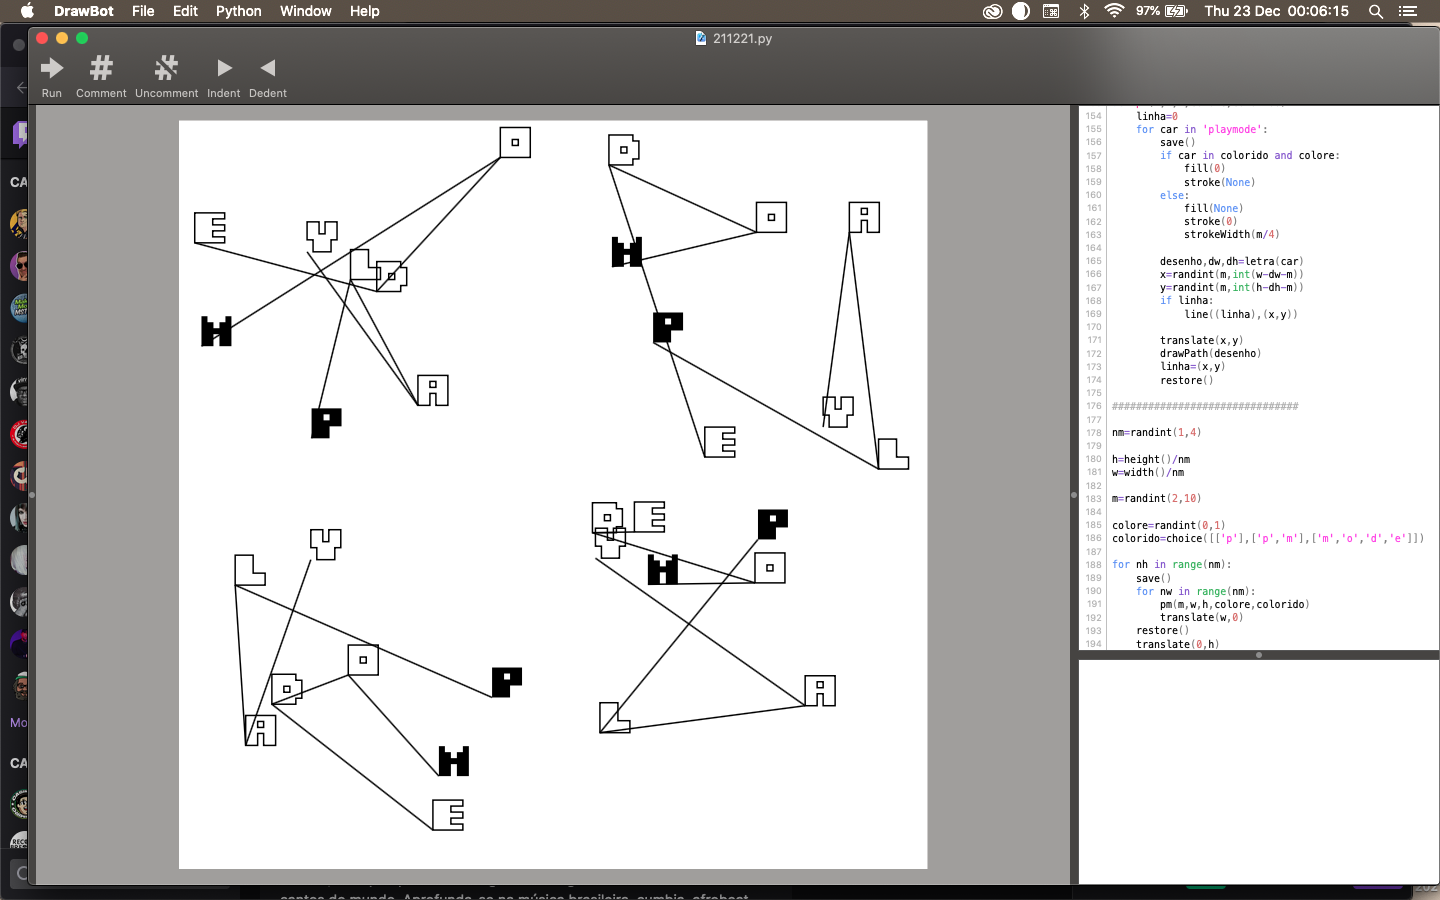 DrawBot File Edit Python Window Help 97% Thu 23 Dec 00:06:15
211221.py
Run Comment Uncomment Indent Dedent
O
D
E
Y
O
A
L
D
M
M
P
A
P
Y
E
L
D E
P
Y
Y
L
M
O
O
P
D
A
L
A
M
E
154 linha=0
155 for car in 'playmode':
156 save()
157 if car in colorido and colore:
158 fill(0)
159 stroke(None)
160 else:
161 fill(None)
162 stroke(0)
163 strokeWidth(m/4)
164
165 desenho,dw,dh=letra(car)
166 x=randint(m,int(w-dw-m))
167 y=randint(m,int(h-dh-m))
168 if linha:
169 line((linha),(x,y))
170
171 translate(x,y)
172 drawPath(desenho)
173 linha=(x,y)
174 restore()
175
176 ###############################
177
178 nm=randint(1,4)
179
180 h=height()/nm
181 w=width()/nm
182
183 m=randint(2,10)
184
185 colore=randint(0,1)
186 colorido=choice([['p'],['p','m'],['m','o','d','e']])
187
188 for nh in range(nm):
189 save()
190 for nw in range(nm):
191 pm(m,w,h,colore,colorido)
192 translate(w,0)
193 restore()
194 translate(0,h)
CA
Mo
CA